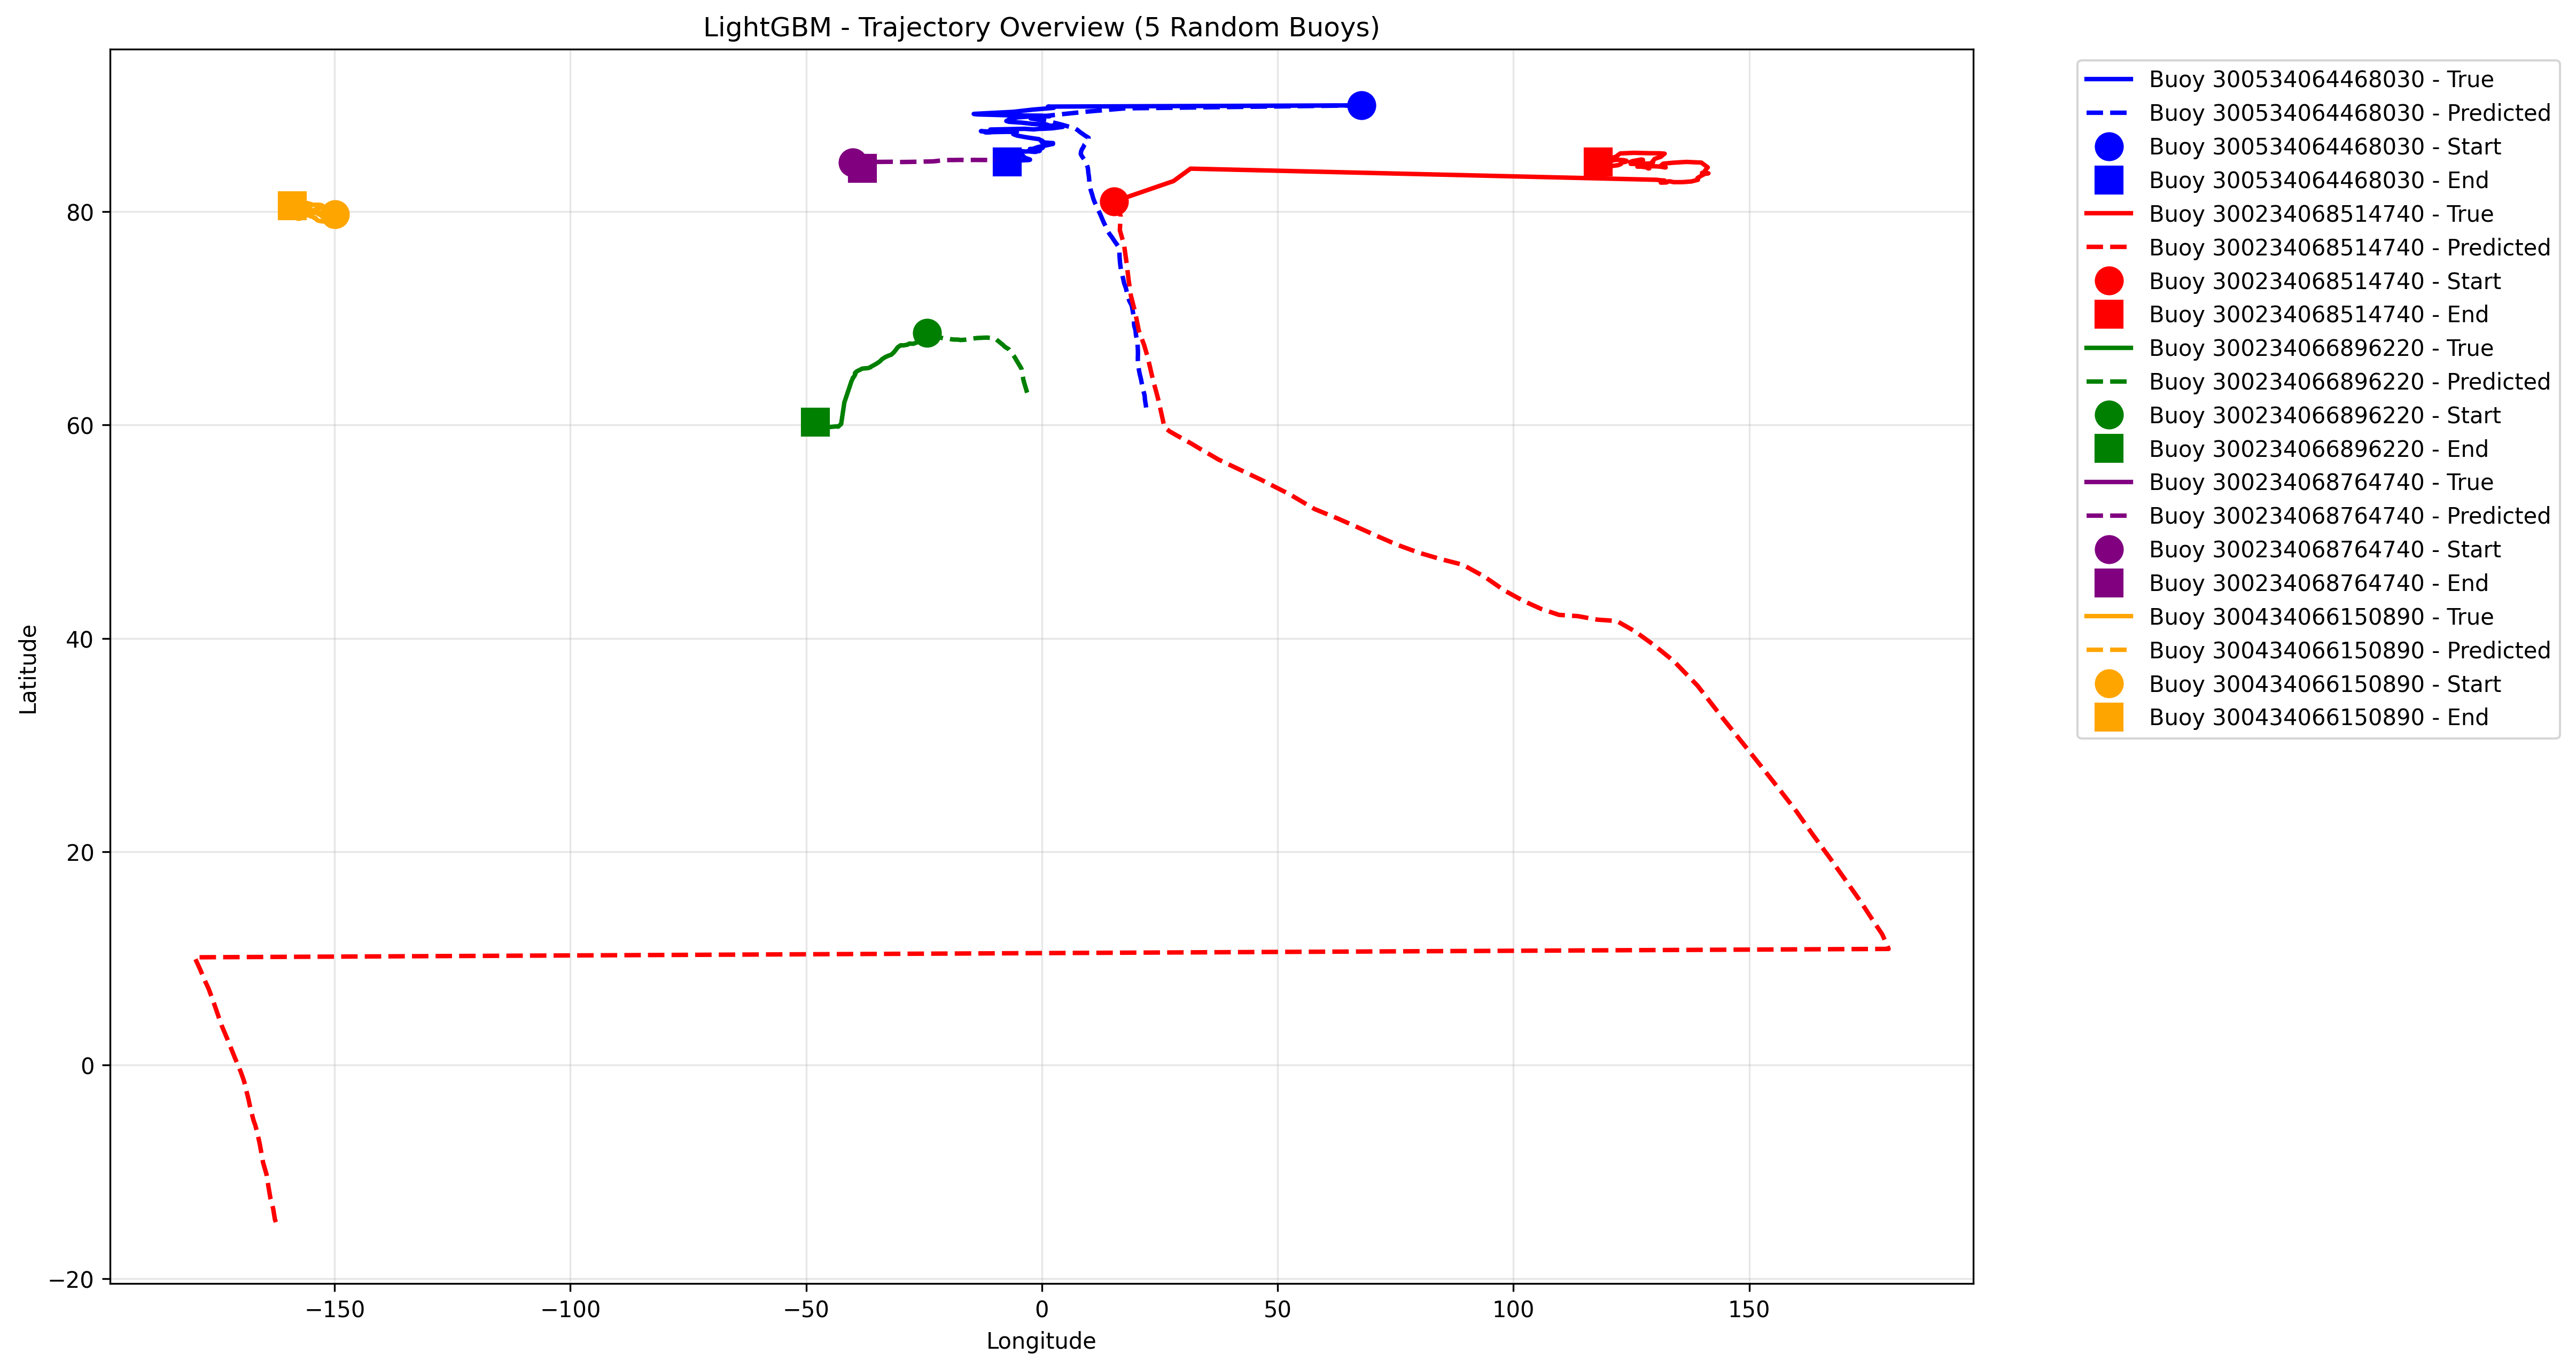 LightGBM - Trajectory Overview (5 Random Buoys)
Latitude
80
60
40
20
0
−20
−150
−100
−50
0
50
100
150
Longitude
Buoy 300534064468030 - True
Buoy 300534064468030 - Predicted
Buoy 300534064468030 - Start
Buoy 300534064468030 - End
Buoy 300234068514740 - True
Buoy 300234068514740 - Predicted
Buoy 300234068514740 - Start
Buoy 300234068514740 - End
Buoy 300234066896220 - True
Buoy 300234066896220 - Predicted
Buoy 300234066896220 - Start
Buoy 300234066896220 - End
Buoy 300234068764740 - True
Buoy 300234068764740 - Predicted
Buoy 300234068764740 - Start
Buoy 300234068764740 - End
Buoy 300434066150890 - True
Buoy 300434066150890 - Predicted
Buoy 300434066150890 - Start
Buoy 300434066150890 - End